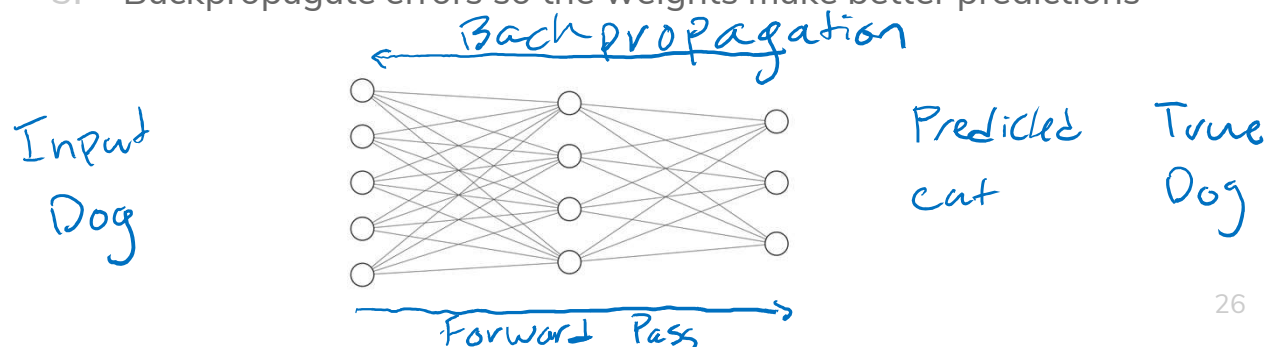 Backpropagate errors so the weights make better predictions
Backpropagation
Input
Predicted True
Dog
cat Dog
26
Forward Pass